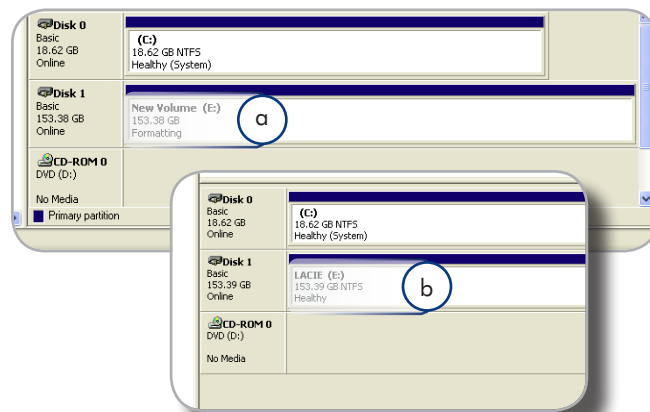 Disk 0
Basic
18.62 GB
Online
(C:)
18.62 GB NTFS
Healthy (System)
Disk 1
Basic
153.38 GB
Online
New Volume (E:)
153.38 GB
Formatting
a
CD-ROM 0
DVD (D:)
No Media
Primary partition
Disk 0
Basic
18.62 GB
Online
(C:)
18.62 GB NTFS
Healthy (System)
Disk 1
Basic
153.39 GB
Online
LACIE (E:)
153.39 GB NTFS
Healthy
b
CD-ROM 0
DVD (D:)
No Media